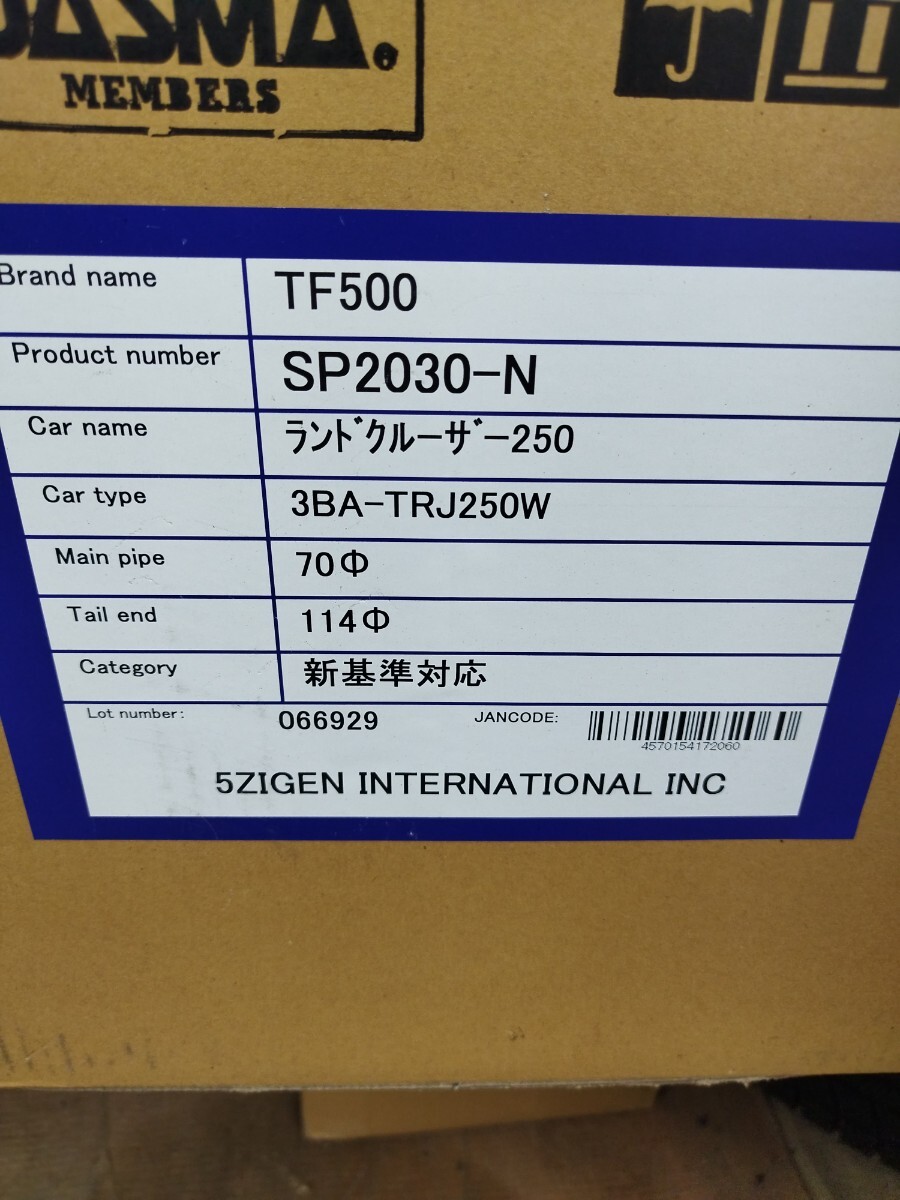 JASMA®
MEMBERS
Brand name TF500
Product number SP2030-N
Car name ﾗﾝﾄﾞｸﾙｰｻﾞｰ250
Car type 3BA-TRJ250W
Main pipe 70Φ
Tail end 114Φ
Category 新基準対応
Lot number: 066929 JANCODE:
4570154172060
5ZIGEN INTERNATIONAL INC